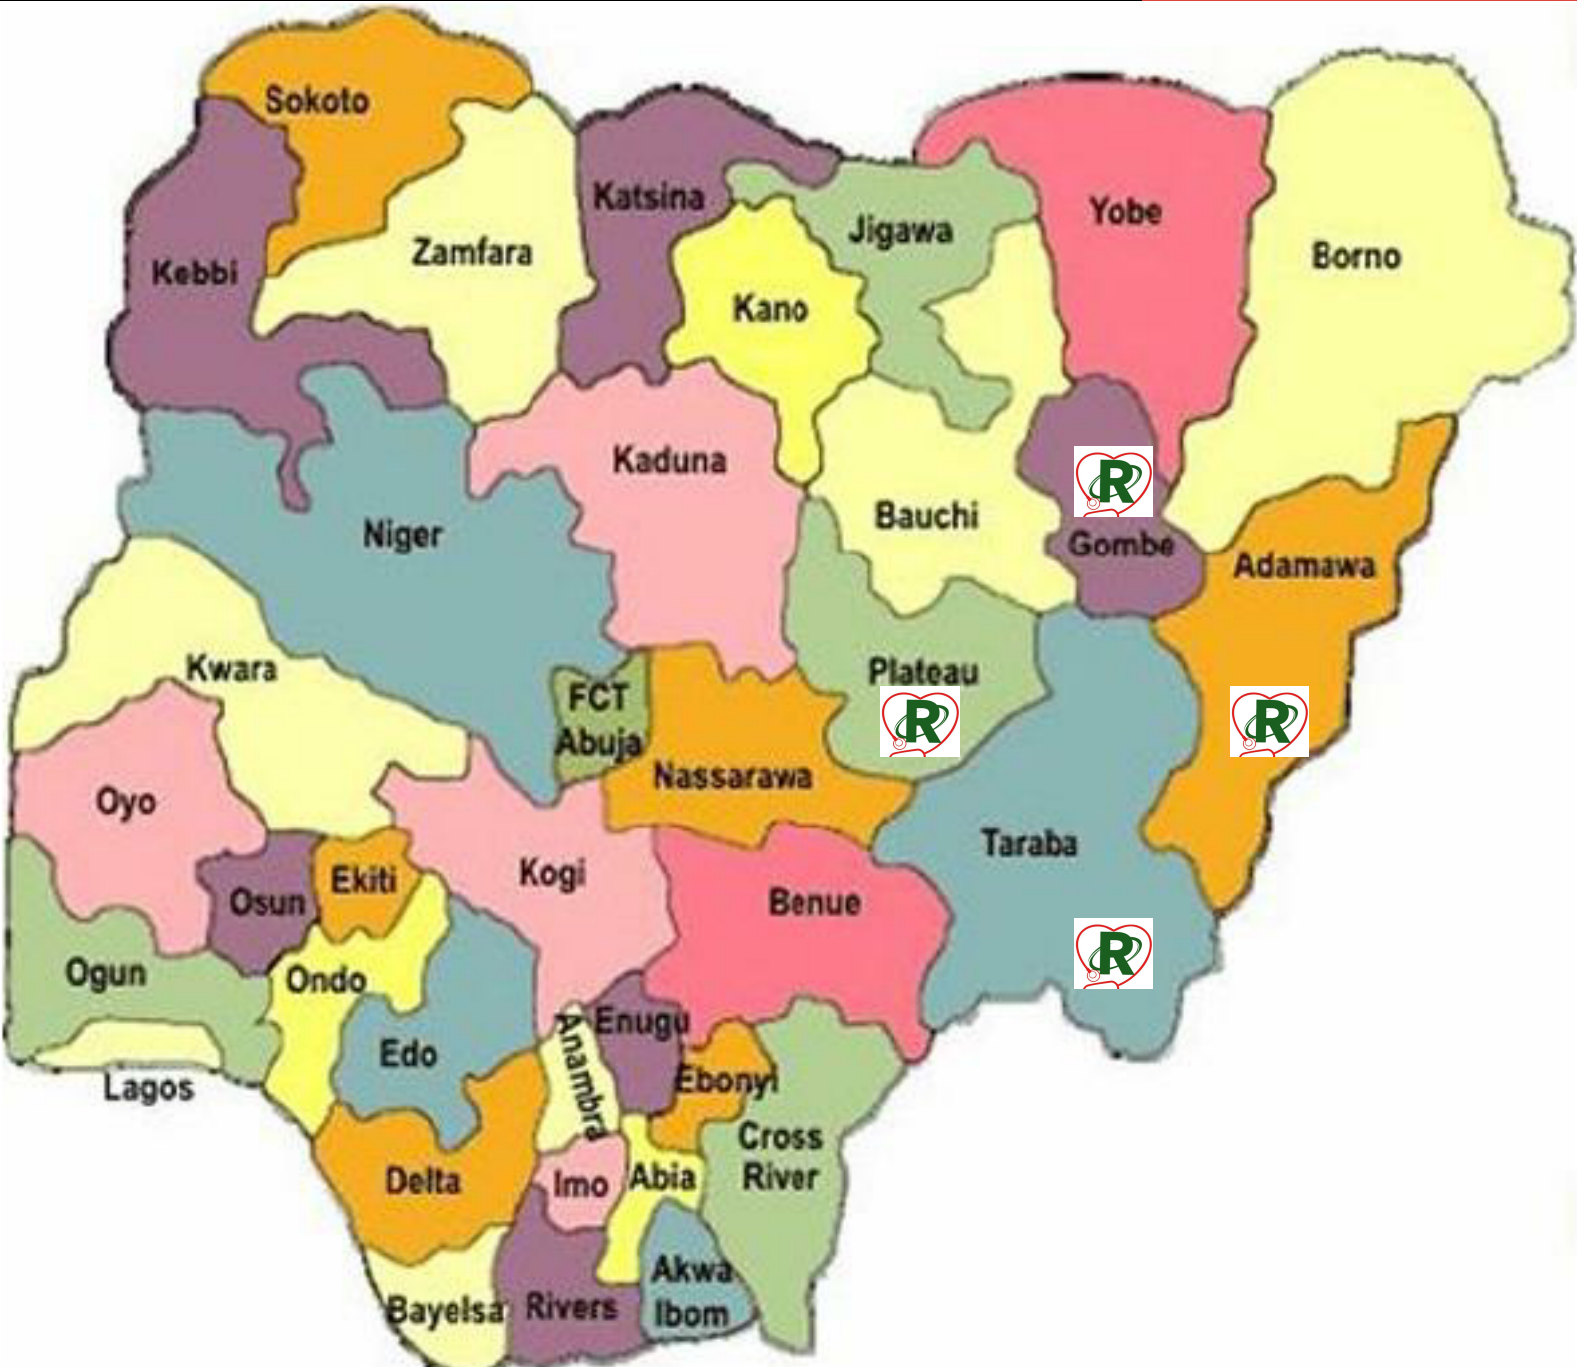 Sokoto
Katsina
Jigawa
Yobe
Zamfara
Borno
Kebbi
Kano
Kaduna
R
Bauchi
Niger
Gombe
Adamawa
Kwara
Plateau
FCT
Abuja
R
R
Nassarawa
Oyo
Taraba
Kogi
Ekiti
Osun
Benue
R
Ogun
Ondo
Enugu
Anambra
Edo
Ebonyi
Lagos
Cross
River
Delta
Imo
Abia
Akwa
Ibom
Bayelsa
Rivers